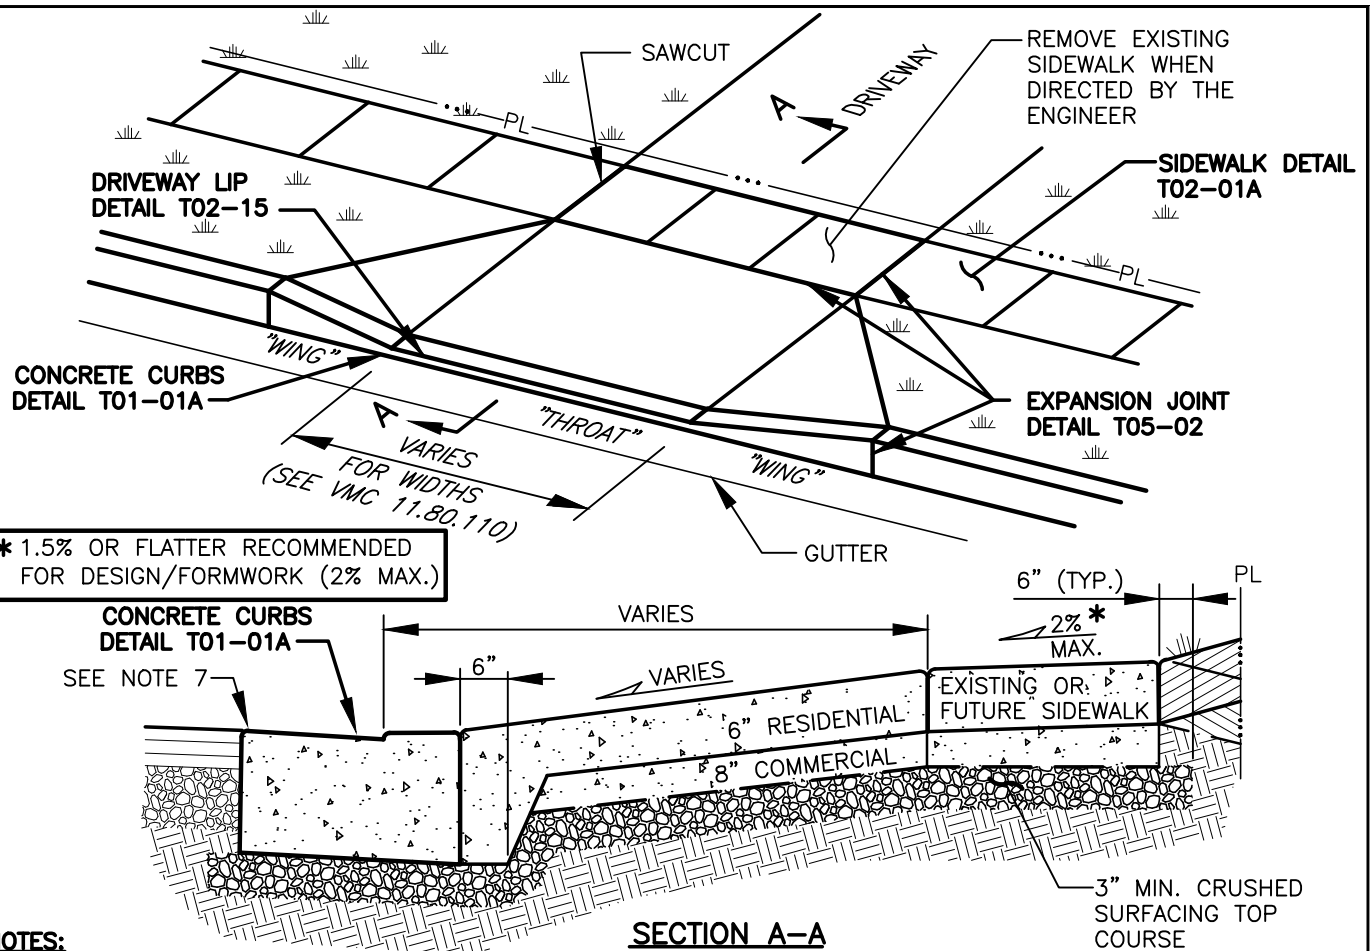 SAWCUT
DRIVEWAY
A
REMOVE EXISTING
SIDEWALK WHEN
DIRECTED BY THE
ENGINEER
PL
SIDEWALK DETAIL
T02-01A
DRIVEWAY LIP
DETAIL T02-15
PL
"WING"
CONCRETE CURBS
DETAIL T01-01A
A
"THROAT"
"WING"
EXPANSION JOINT
DETAIL T05-02
VARIES
FOR WIDTHS
(SEE VMC 11.80.110)
GUTTER
* 1.5% OR FLATTER RECOMMENDED
FOR DESIGN/FORMWORK (2% MAX.)
CONCRETE CURBS
DETAIL T01-01A
SEE NOTE 7
VARIES
6" (TYP.)
PL
2% *
MAX.
6"
VARIES
6" RESIDENTIAL
8" COMMERCIAL
EXISTING OR
FUTURE SIDEWALK
3" MIN. CRUSHED
SURFACING TOP
COURSE
SECTION A-A